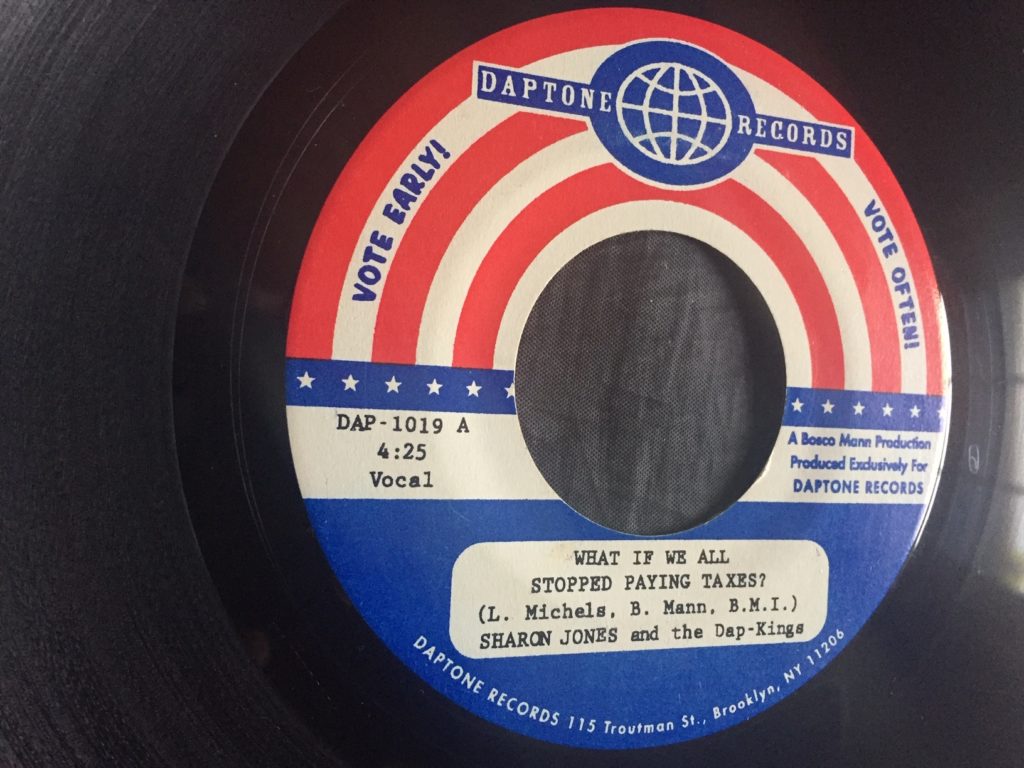 DAPTONE RECORDS
VOTE EARLY!
VOTE OFTEN!
DAP-1019 A
4:25
Vocal
A Bosco Mann Production
Produced Exclusively For
DAPTONE RECORDS
WHAT IF WE ALL
STOPPED PAYING TAXES?
(L. Michels, B. Mann, B.M.I.)
SHARON JONES and the Dap-Kings
DAPTONE RECORDS 115 Troutman St., Brooklyn, NY 11206